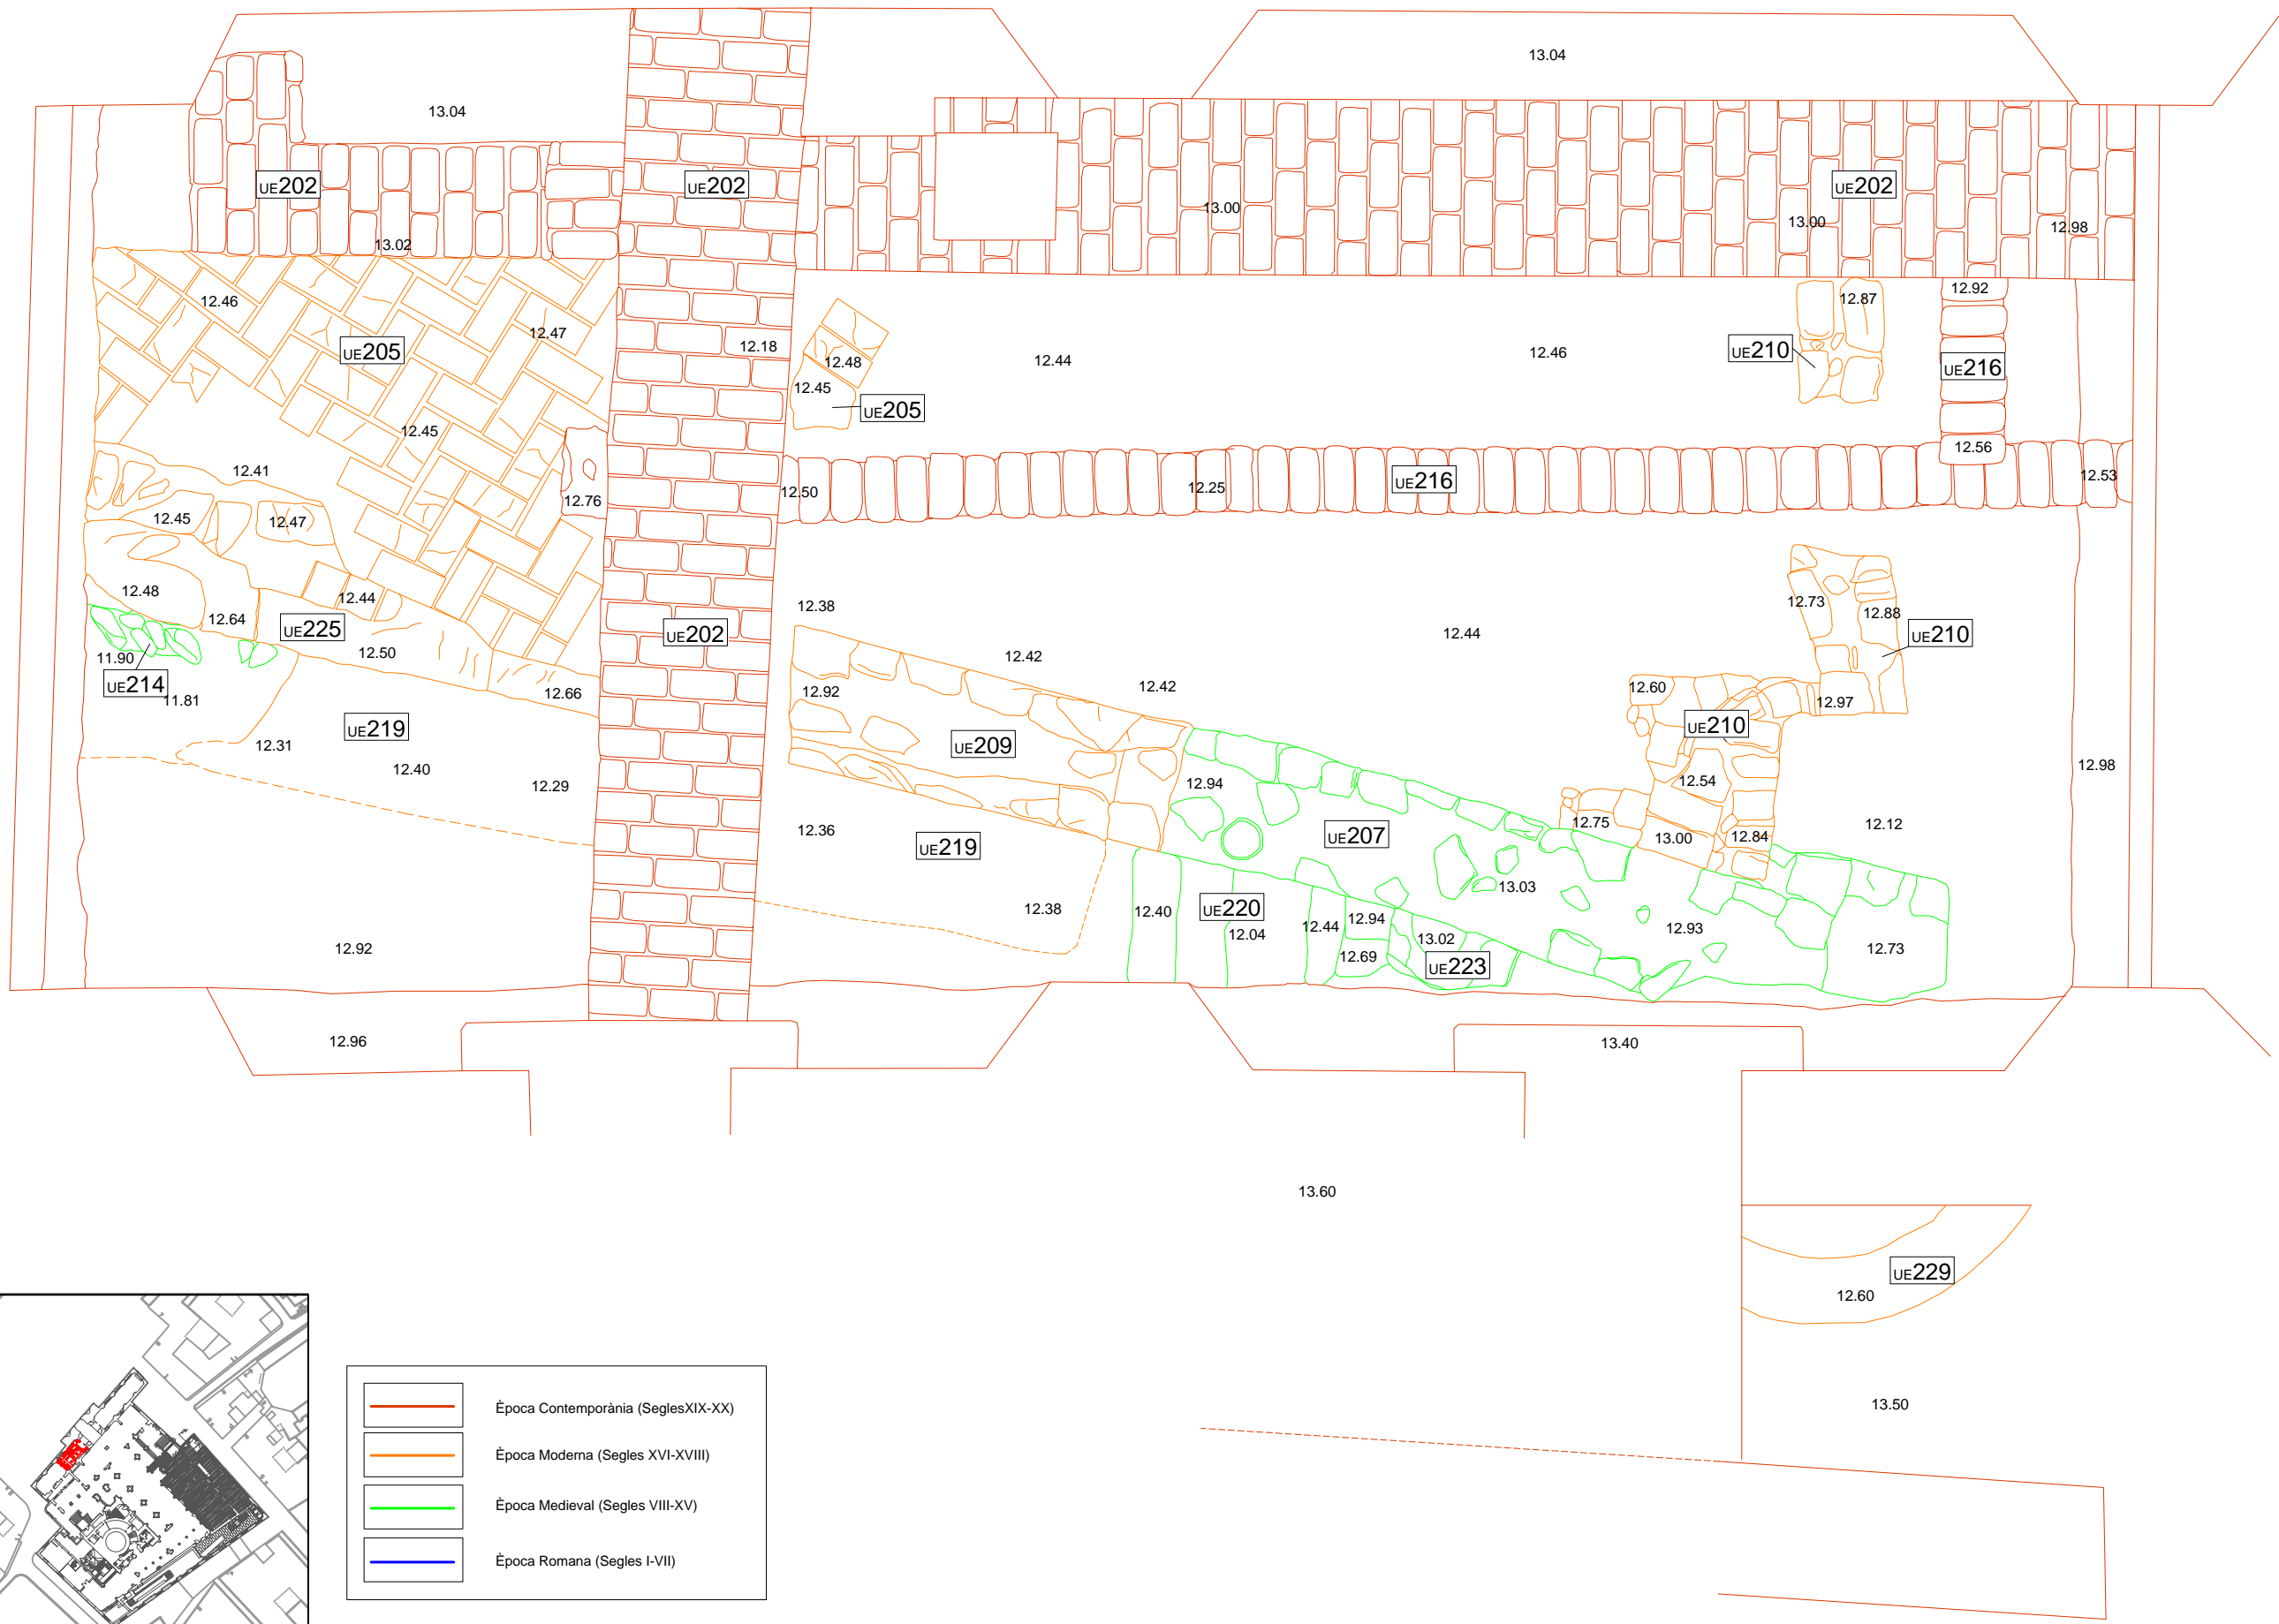 13.04
13.04
UE202
UE202
UE202
13.00
13.00
12.98
13.02
12.46
12.47
UE205
12.18
12.48
12.45
UE205
12.44
12.46
12.87
UE210
12.92
UE216
12.45
12.41
12.76
12.50
12.25
UE216
12.56
12.53
12.45
12.47
12.48
12.44
12.64
UE225
12.50
11.90
UE214
11.81
12.66
UE202
12.38
12.42
12.42
12.44
12.73
12.88
UE210
12.60
12.97
UE210
UE219
12.31
12.40
12.29
12.92
UE209
12.94
12.54
12.98
12.36
UE219
UE207
12.75
13.00
12.84
12.12
13.03
12.38
12.40
UE220
12.04
12.44
12.94
12.69
13.02
UE223
12.93
12.73
12.92
12.96
13.40
13.60
UE229
12.60
13.50
Època Contemporània (SeglesXIX-XX)
Època Moderna (Segles XVI-XVIII)
Època Medieval (Segles VIII-XV)
Època Romana (Segles I-VII)